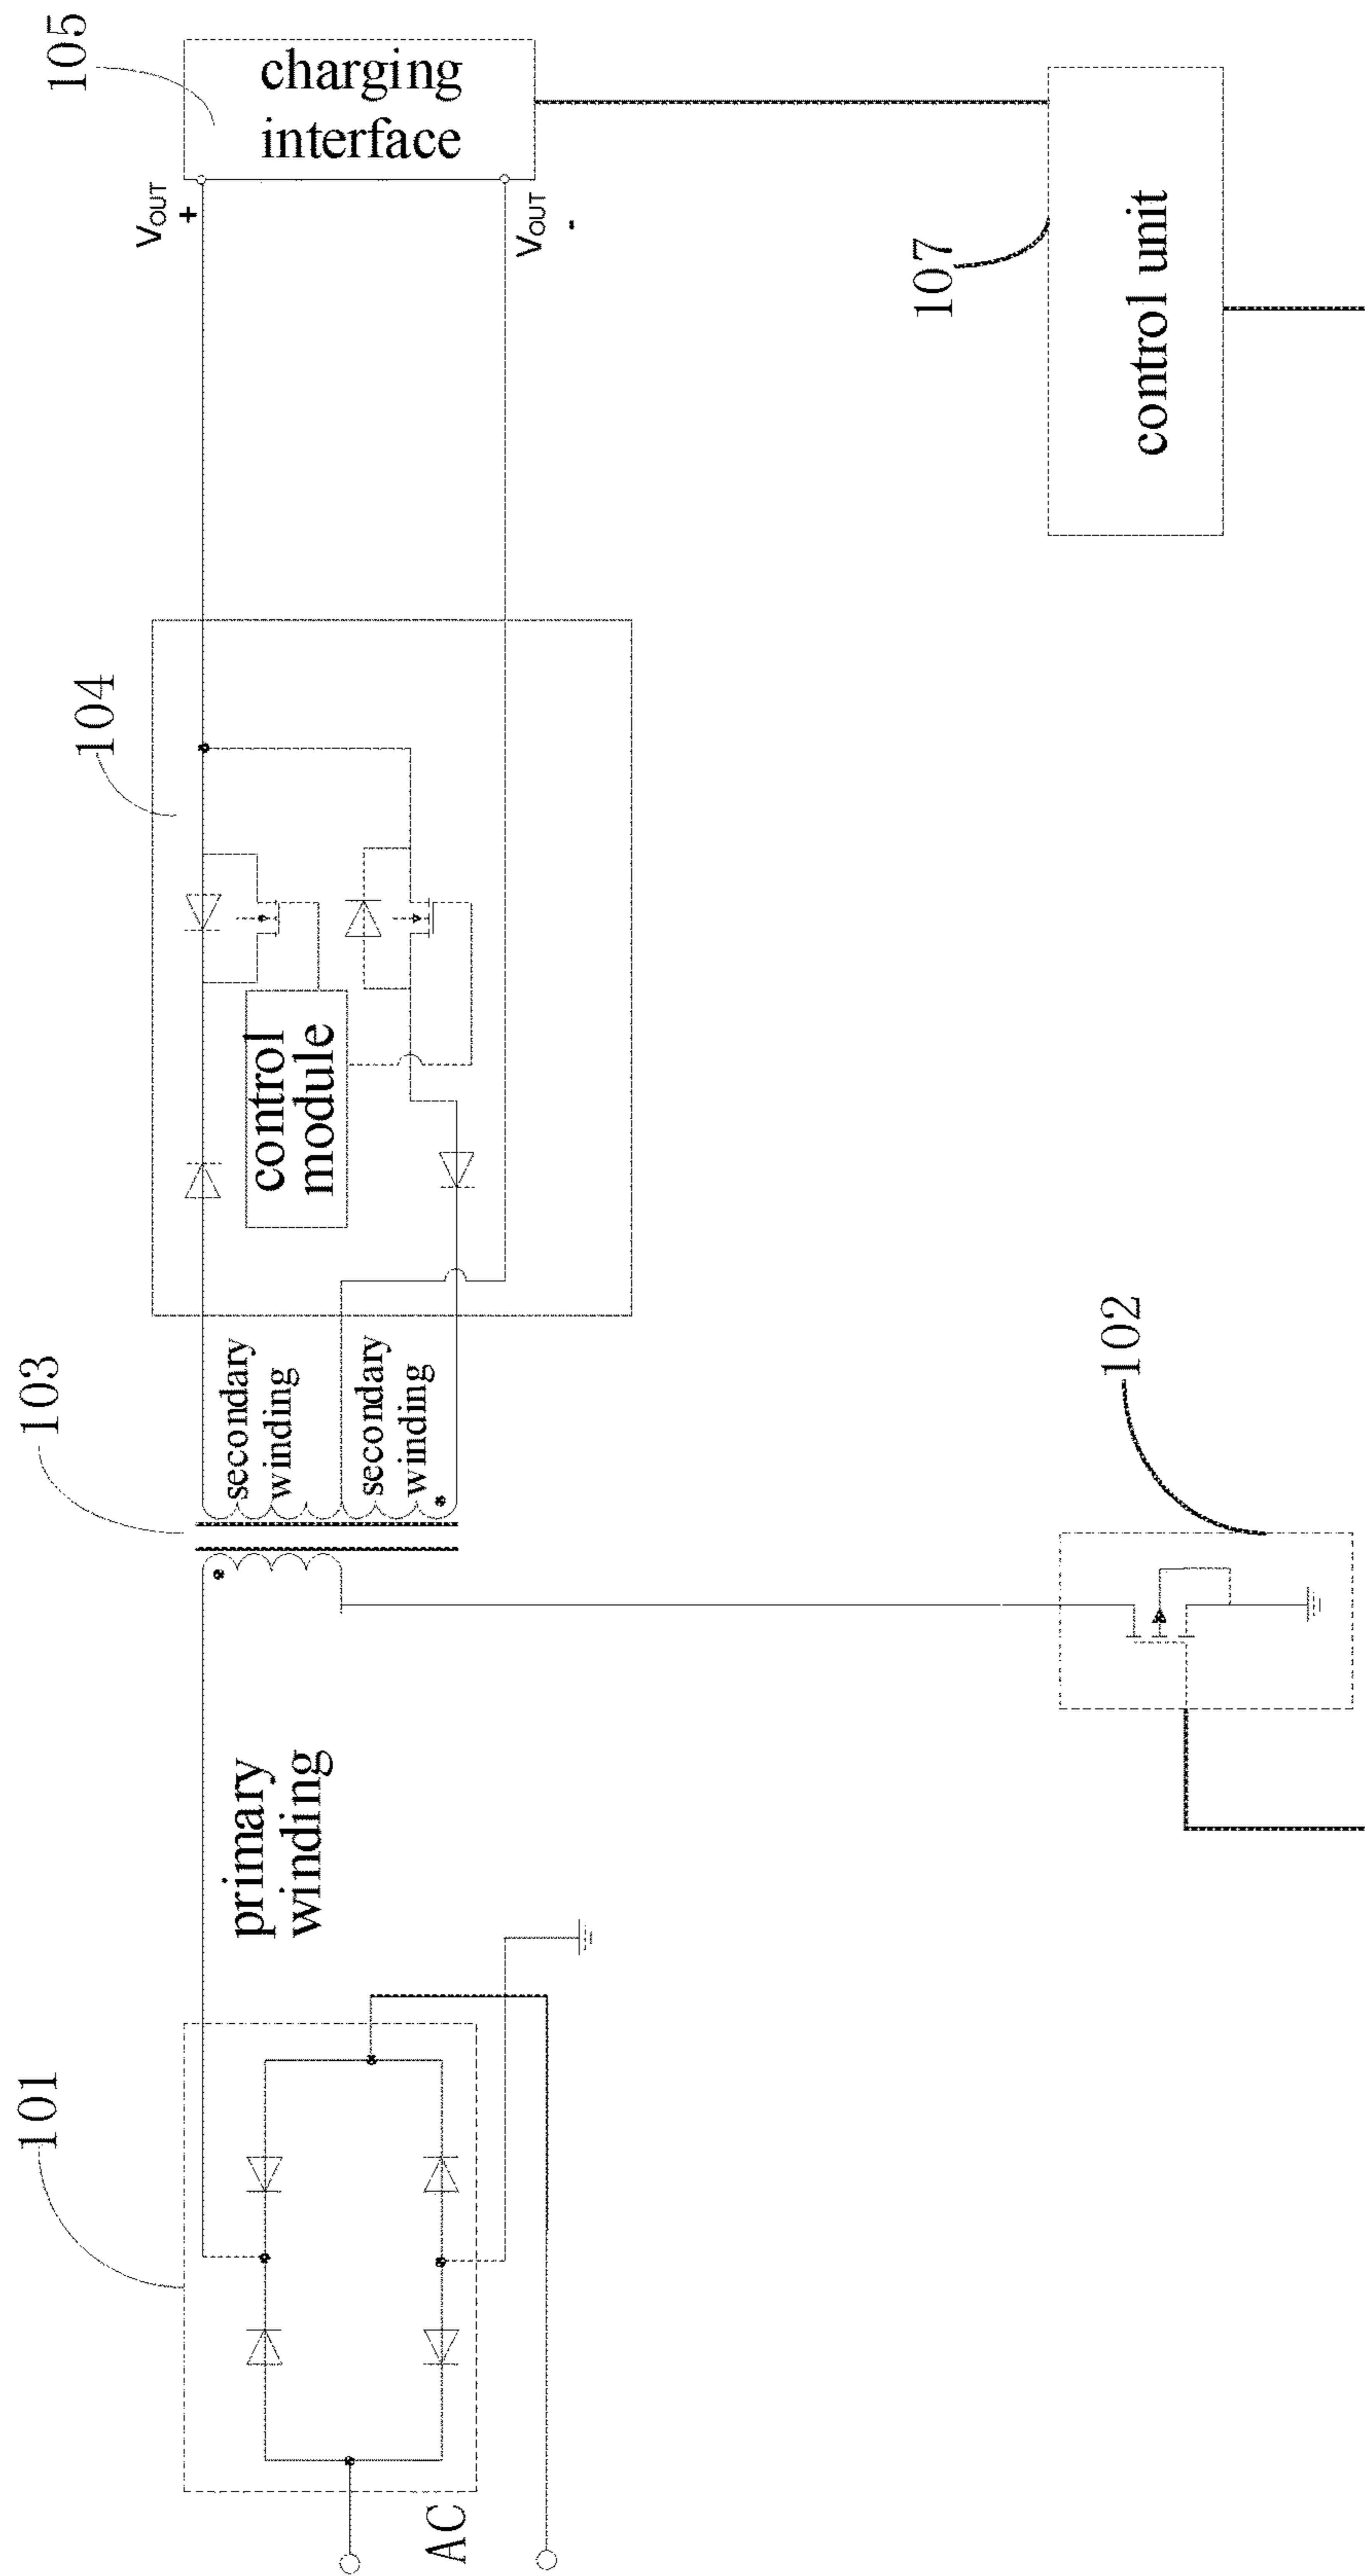 105
charging
interface
VOUT
+
VOUT
-
107
control unit
104
control
module
103
secondary
winding
secondary
winding
102
primary
winding
101
AC